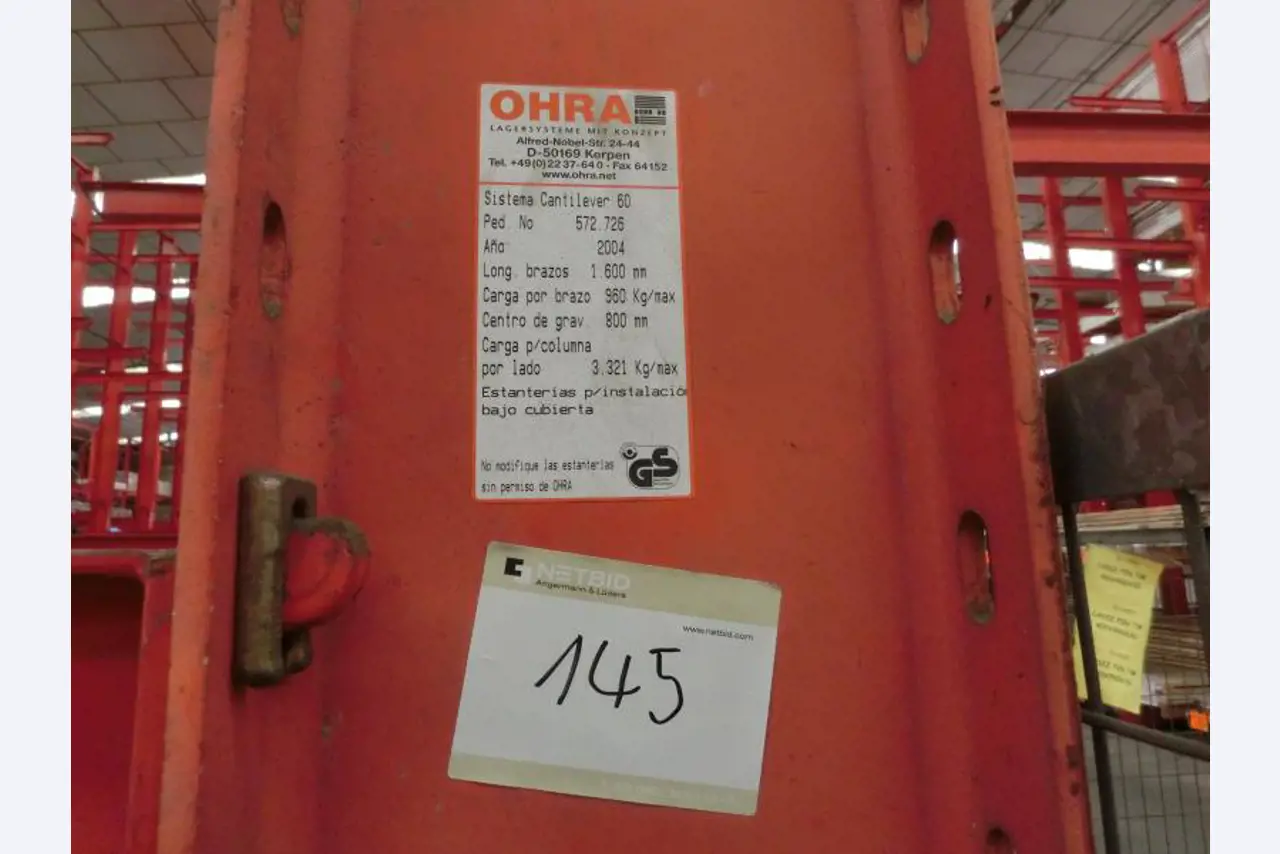 OHRA
LAGERSYSTEME MIT KONZEPT
Alfred-Nobel-Str. 24-44
D-50169 Kerpen
Tel. +49(0)22 37-64 0 - Fax 64152
www.ohra.net
Sistema Cantilever 60
Ped. No 572.726
Año 2004
Long. brazos 1.600 mm
Carga por brazo 960 Kg/max
Centro de grav. 800 mm
Carga p/columna
por lado 3.321 Kg/max
Estanterias p/instalació
bajo cubierta
No modifique las estanterias
sin permiso de OHRA
GS
NETBID
Angermann & Lüders
www.netbid.com
145